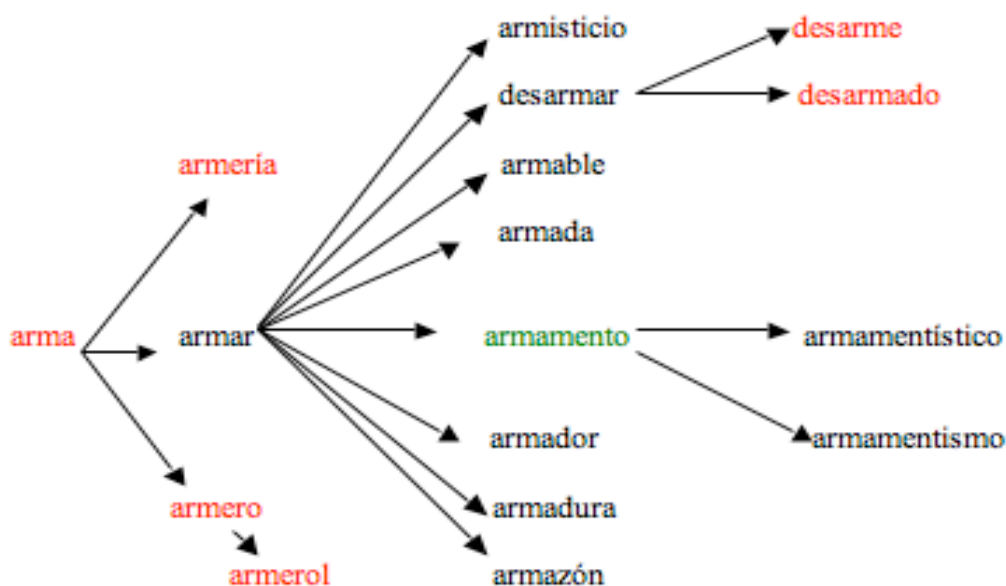 armisticio
desarme
desarmar
desarmado
armería
armable
armada
arma
armar
armamento
armamentístico
armador
armamentismo
armero
armadura
armerol
armazón